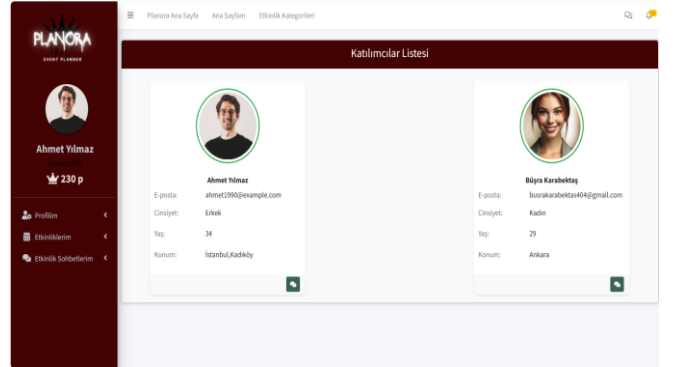 PLANORA
EVENT PLANNER
Ahmet Yılmaz
230 p
Profilim
Etkinliklerim
Etkinlik Sohbetlerim
Planora Ana Sayfa Ana Sayfam Etkinlik Kategorileri
Katılımcılar Listesi
Ahmet Yılmaz
E-posta: ahmet1990@example.com
Cinsiyet: Erkek
Yaş: 34
Konum: İstanbul,Kadıköy
Büşra Karabektaş
E-posta: busrakarabektas404@gmail.com
Cinsiyet: Kadın
Yaş: 29
Konum: Ankara